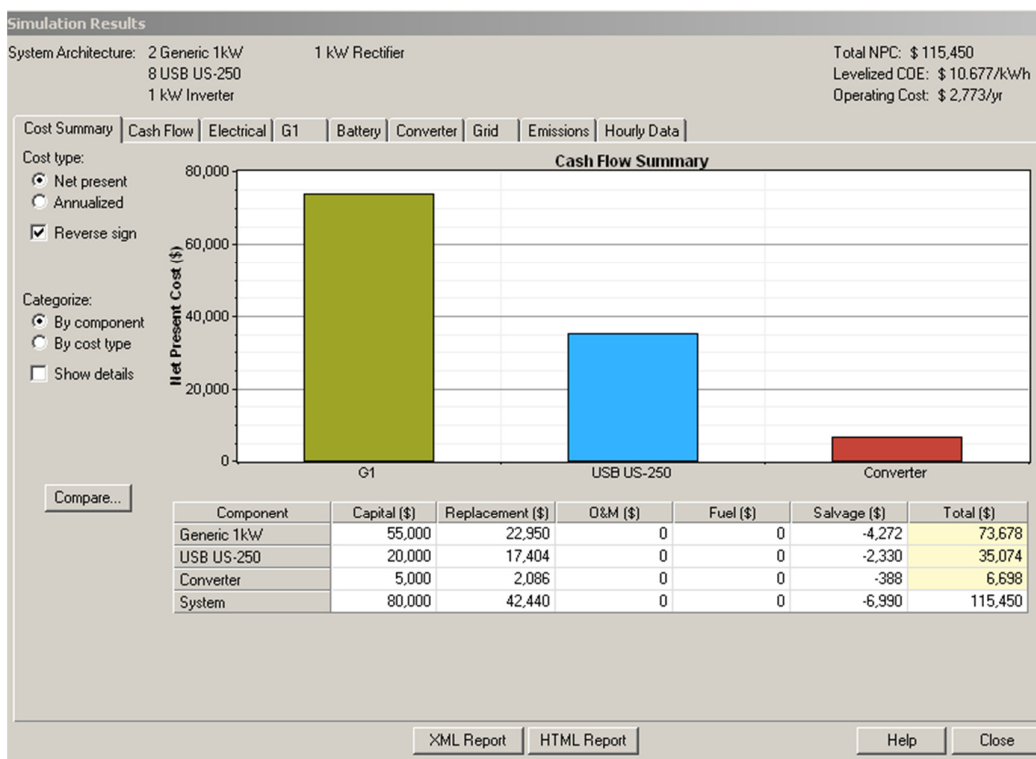 Simulation Results
System Architecture: 2 Generic 1kW 1 kW Rectifier
8 USB US-250
1 kW Inverter
Total NPC: $ 115,450
Levelized COE: $ 10.677/kWh
Operating Cost: $ 2,773/yr
Cost Summary Cash Flow Electrical G1 Battery Converter Grid Emissions Hourly Data
Cost type:
Net present
Annualized
Reverse sign
Categorize:
By component
By cost type
Show details
Compare...
Cash Flow Summary
Net Present Cost ($)
80,000
60,000
40,000
20,000
0
G1 USB US-250 Converter
Component Capital ($) Replacement ($) O&M ($) Fuel ($) Salvage ($) Total ($)
Generic 1kW 55,000 22,950 0 0 -4,272 73,678
USB US-250 20,000 17,404 0 0 -2,330 35,074
Converter 5,000 2,086 0 0 -388 6,698
System 80,000 42,440 0 0 -6,990 115,450
XML Report HTML Report Help Close